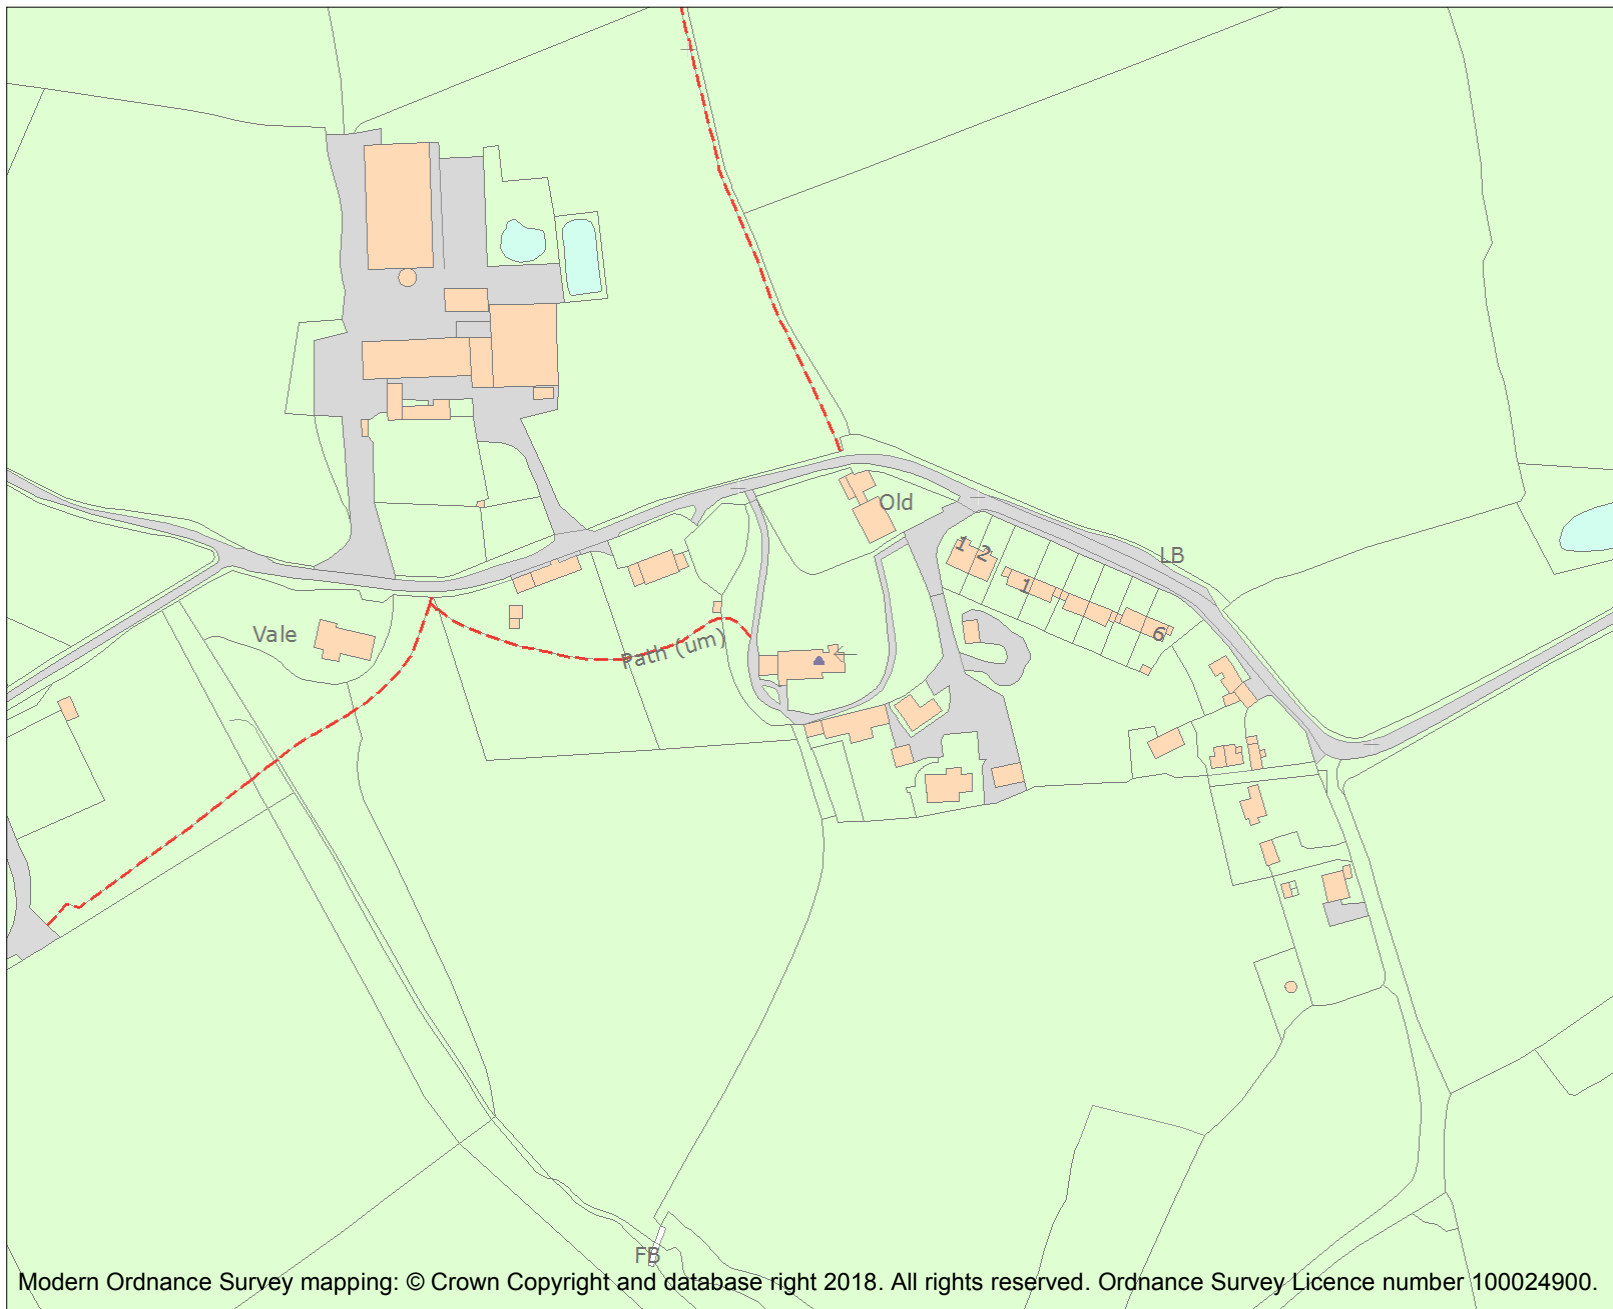 Old
1
2
LB
1
6
Vale
Path (um)
FB
Modern Ordnance Survey mapping: © Crown Copyright and database right 2018. All rights reserved. Ordnance Survey Licence number 100024900.